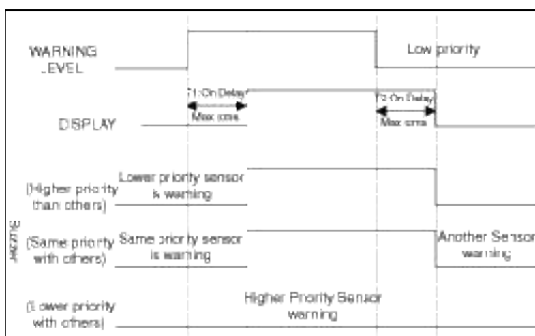 WARNING
LEVEL
Low priority
T1:On Delay
Max
T2:On Delay
Max
DISPLAY
(Higher priority
than others)
Lower priority sensor
is warning
(Same priority
with others)
Same priority sensor
is warning
Another Sensor
warning
(Lower priority
with others)
Higher Priority Sensor
warning